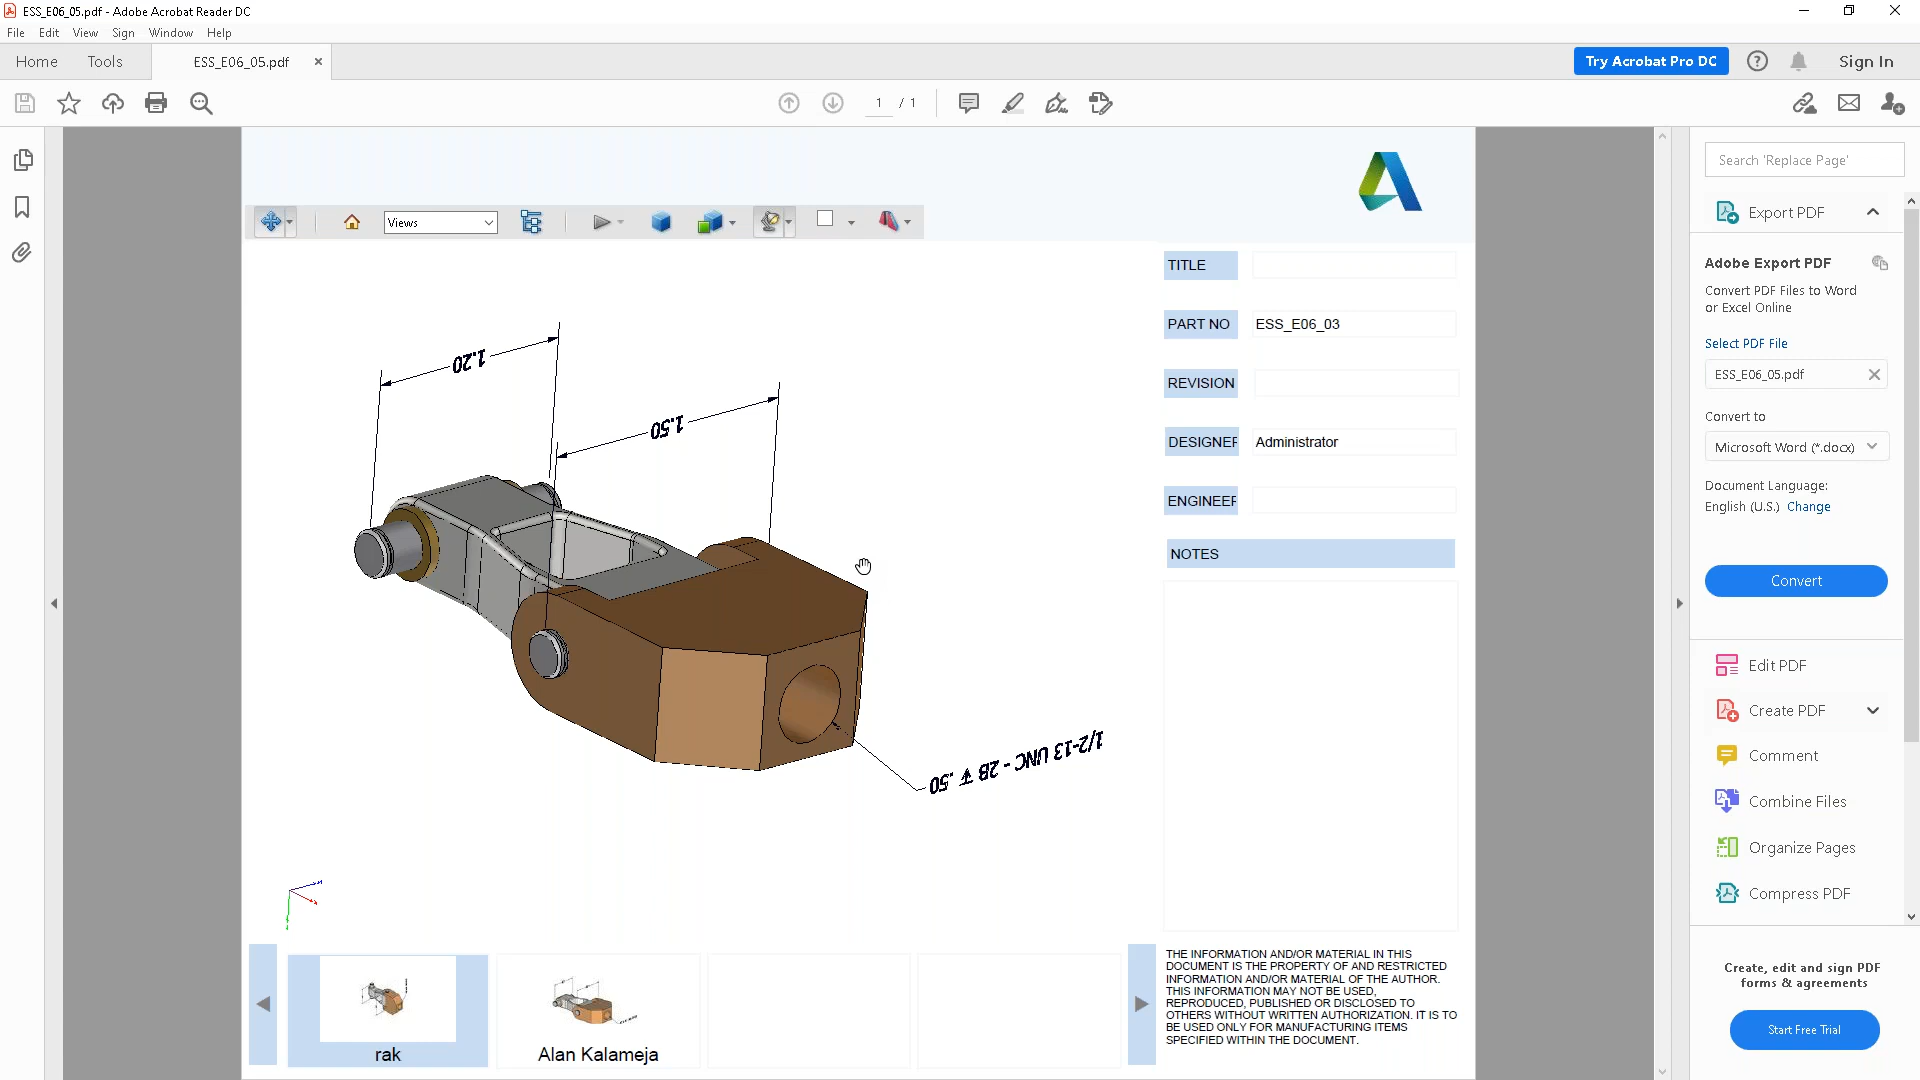 ESS_E06_05.pdf - Adobe Acrobat Reader DC
File Edit View Sign Window Help
Home Tools ESS_E06_05.pdf
Try Acrobat Pro DC
Sign In
1 / 1
Search 'Replace Page'
Views
Export PDF
Adobe Export PDF
Convert PDF Files to Word
or Excel Online
Select PDF File
ESS_E06_05.pdf
Convert to
Microsoft Word (*.docx)
Document Language:
English (U.S.) Change
Convert
Edit PDF
Create PDF
Comment
Combine Files
Organize Pages
Compress PDF
Create, edit and sign PDF
forms & agreements
Start Free Trial
TITLE
PART NO ESS_E06_03
REVISION
DESIGNER Administrator
ENGINEER
NOTES
1.20
1.50
1/2-13 UNC - 2B ↧ .50
rak
Alan Kalameja
THE INFORMATION AND/OR MATERIAL IN THIS
DOCUMENT IS THE PROPERTY OF AND RESTRICTED
INFORMATION AND/OR MATERIAL OF THE AUTHOR.
THIS INFORMATION MAY NOT BE USED,
REPRODUCED, PUBLISHED OR DISCLOSED TO
OTHERS WITHOUT WRITTEN AUTHORIZATION. IT IS TO
BE USED ONLY FOR MANUFACTURING ITEMS
SPECIFIED WITHIN THE DOCUMENT.